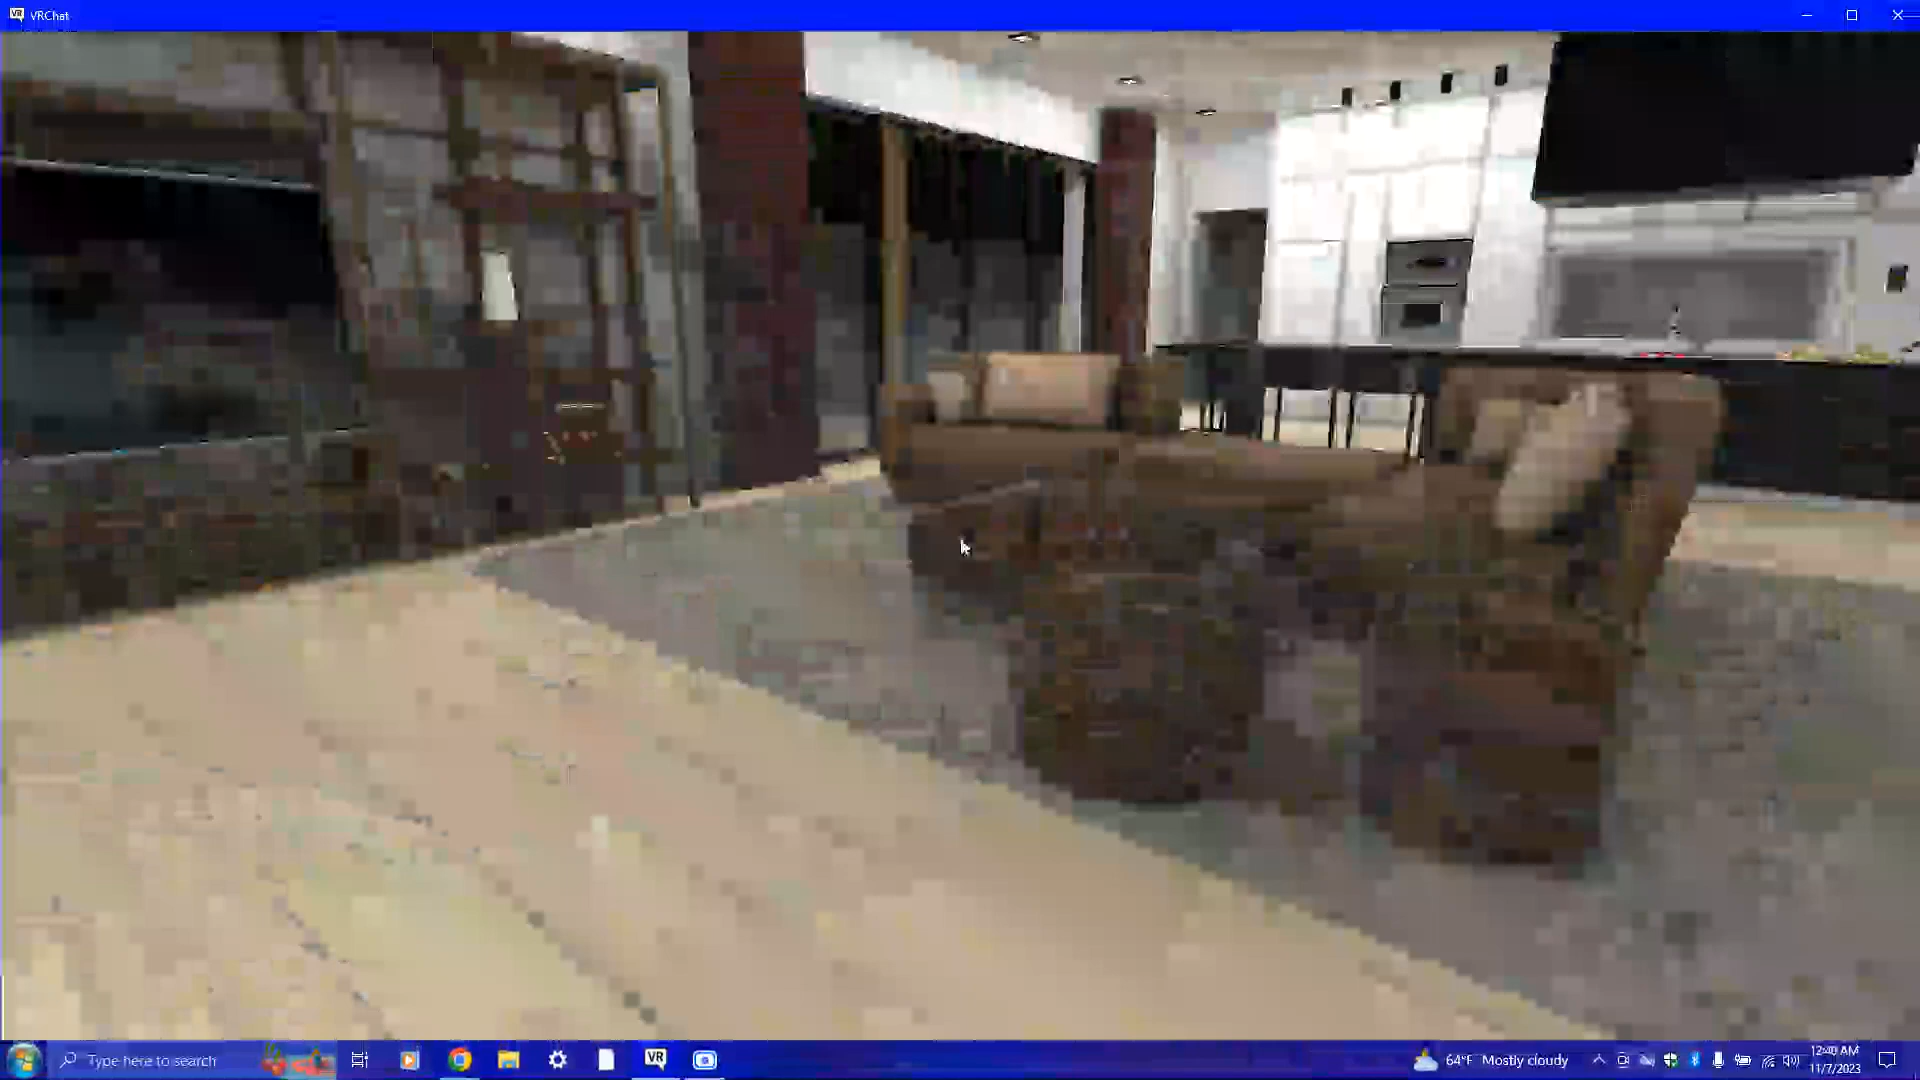 VRChat
Type here to search
VR
64°F Mostly cloudy
12:40 AM
11/7/2023